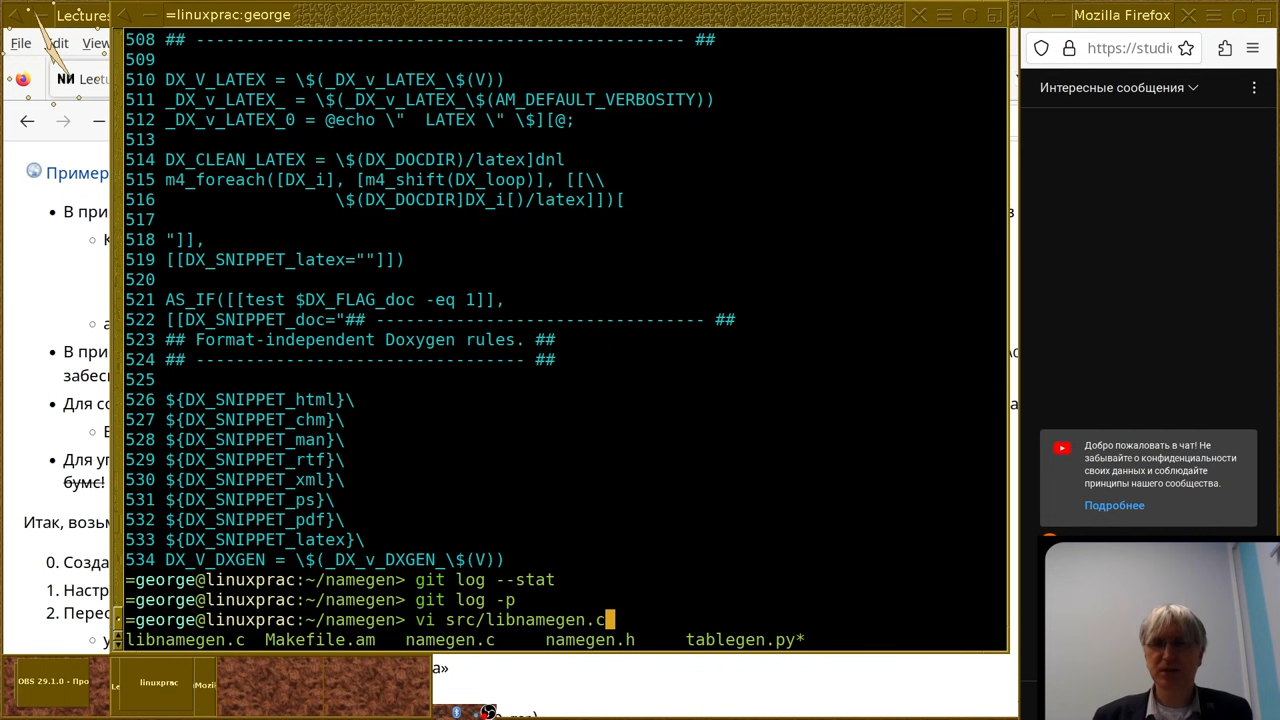 Lectures
=linuxprac:george
Mozilla Firefox
File
dit
View
https://studi
Lectu
Интересные сообщения
Пример
В при
К
а
В при
забесп
Для со
Е
Для уп
бумс!
Итак, возьм
0. Созда
1. Настр
2. Перес
у
508 ## ------------------------------------------------- ##
509
510 DX_V_LATEX = \$(_DX_v_LATEX_\$(V))
511 _DX_v_LATEX_ = \$(_DX_v_LATEX_\$(AM_DEFAULT_VERBOSITY))
512 _DX_v_LATEX_0 = @echo \"  LATEX \" \$][@;
513
514 DX_CLEAN_LATEX = \$(DX_DOCDIR)/latex]dnl
515 m4_foreach([DX_i], [m4_shift(DX_loop)], [[\\
516                  \$(DX_DOCDIR]DX_i[)/latex]])[
517
518 "]],
519 [[DX_SNIPPET_latex=""]])
520
521 AS_IF([[test $DX_FLAG_doc -eq 1]],
522 [[DX_SNIPPET_doc="## --------------------------------- ##
523 ## Format-independent Doxygen rules. ##
524 ## --------------------------------- ##
525
526 ${DX_SNIPPET_html}\
527 ${DX_SNIPPET_chm}\
528 ${DX_SNIPPET_man}\
529 ${DX_SNIPPET_rtf}\
530 ${DX_SNIPPET_xml}\
531 ${DX_SNIPPET_ps}\
532 ${DX_SNIPPET_pdf}\
533 ${DX_SNIPPET_latex}\
534 DX_V_DXGEN = \$(_DX_v_DXGEN_\$(V))
=george@linuxprac:~/namegen> git log --stat
=george@linuxprac:~/namegen> git log -p
=george@linuxprac:~/namegen> vi src/libnamegen.c
libnamegen.c  Makefile.am   namegen.c     namegen.h     tablegen.py*
Добро пожаловать в чат! Не
забывайте о конфиденциальности
своих данных и соблюдайте
принципы нашего сообщества.
Подробнее
а»
OBS 29.1.0 - Про
linuxprac